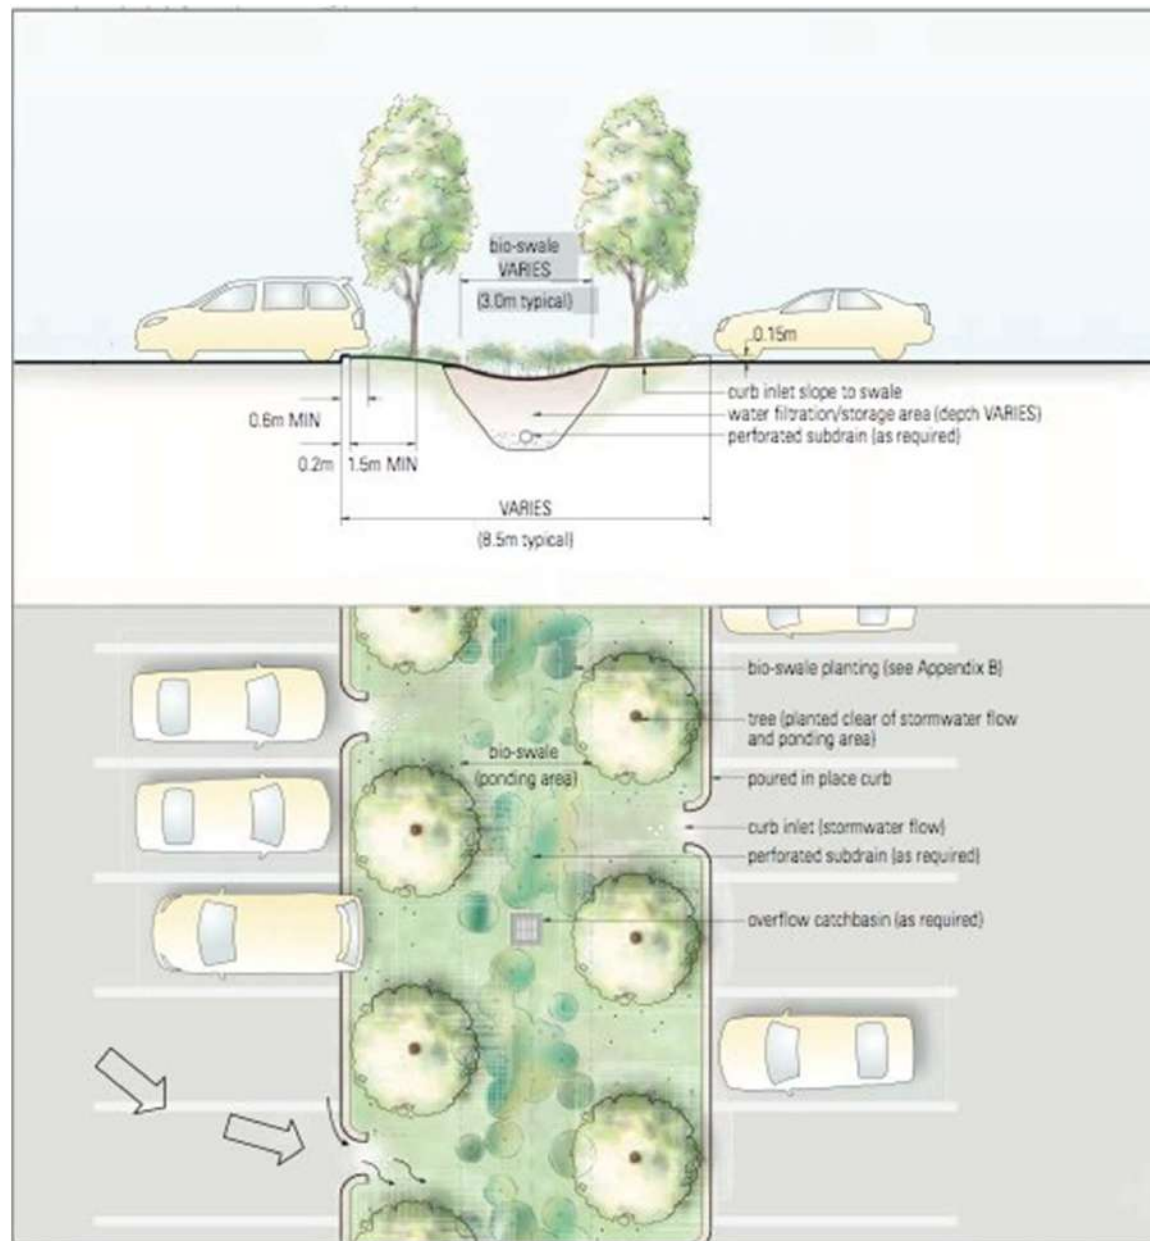 bio-swale
VARIES
(3.0m typical)
0.15m
curb inlet slope to swale
water filtration/storage area (depth VARIES)
perforated subdrain (as required)
0.6m MIN
0.2m
1.5m MIN
VARIES
(8.5m typical)
bio-swale planting (see Appendix B)
tree (planted clear of stormwater flow
and ponding area)
bio-swale
(ponding area)
poured in place curb
curb inlet (stormwater flow)
perforated subdrain (as required)
overflow catchbasin (as required)